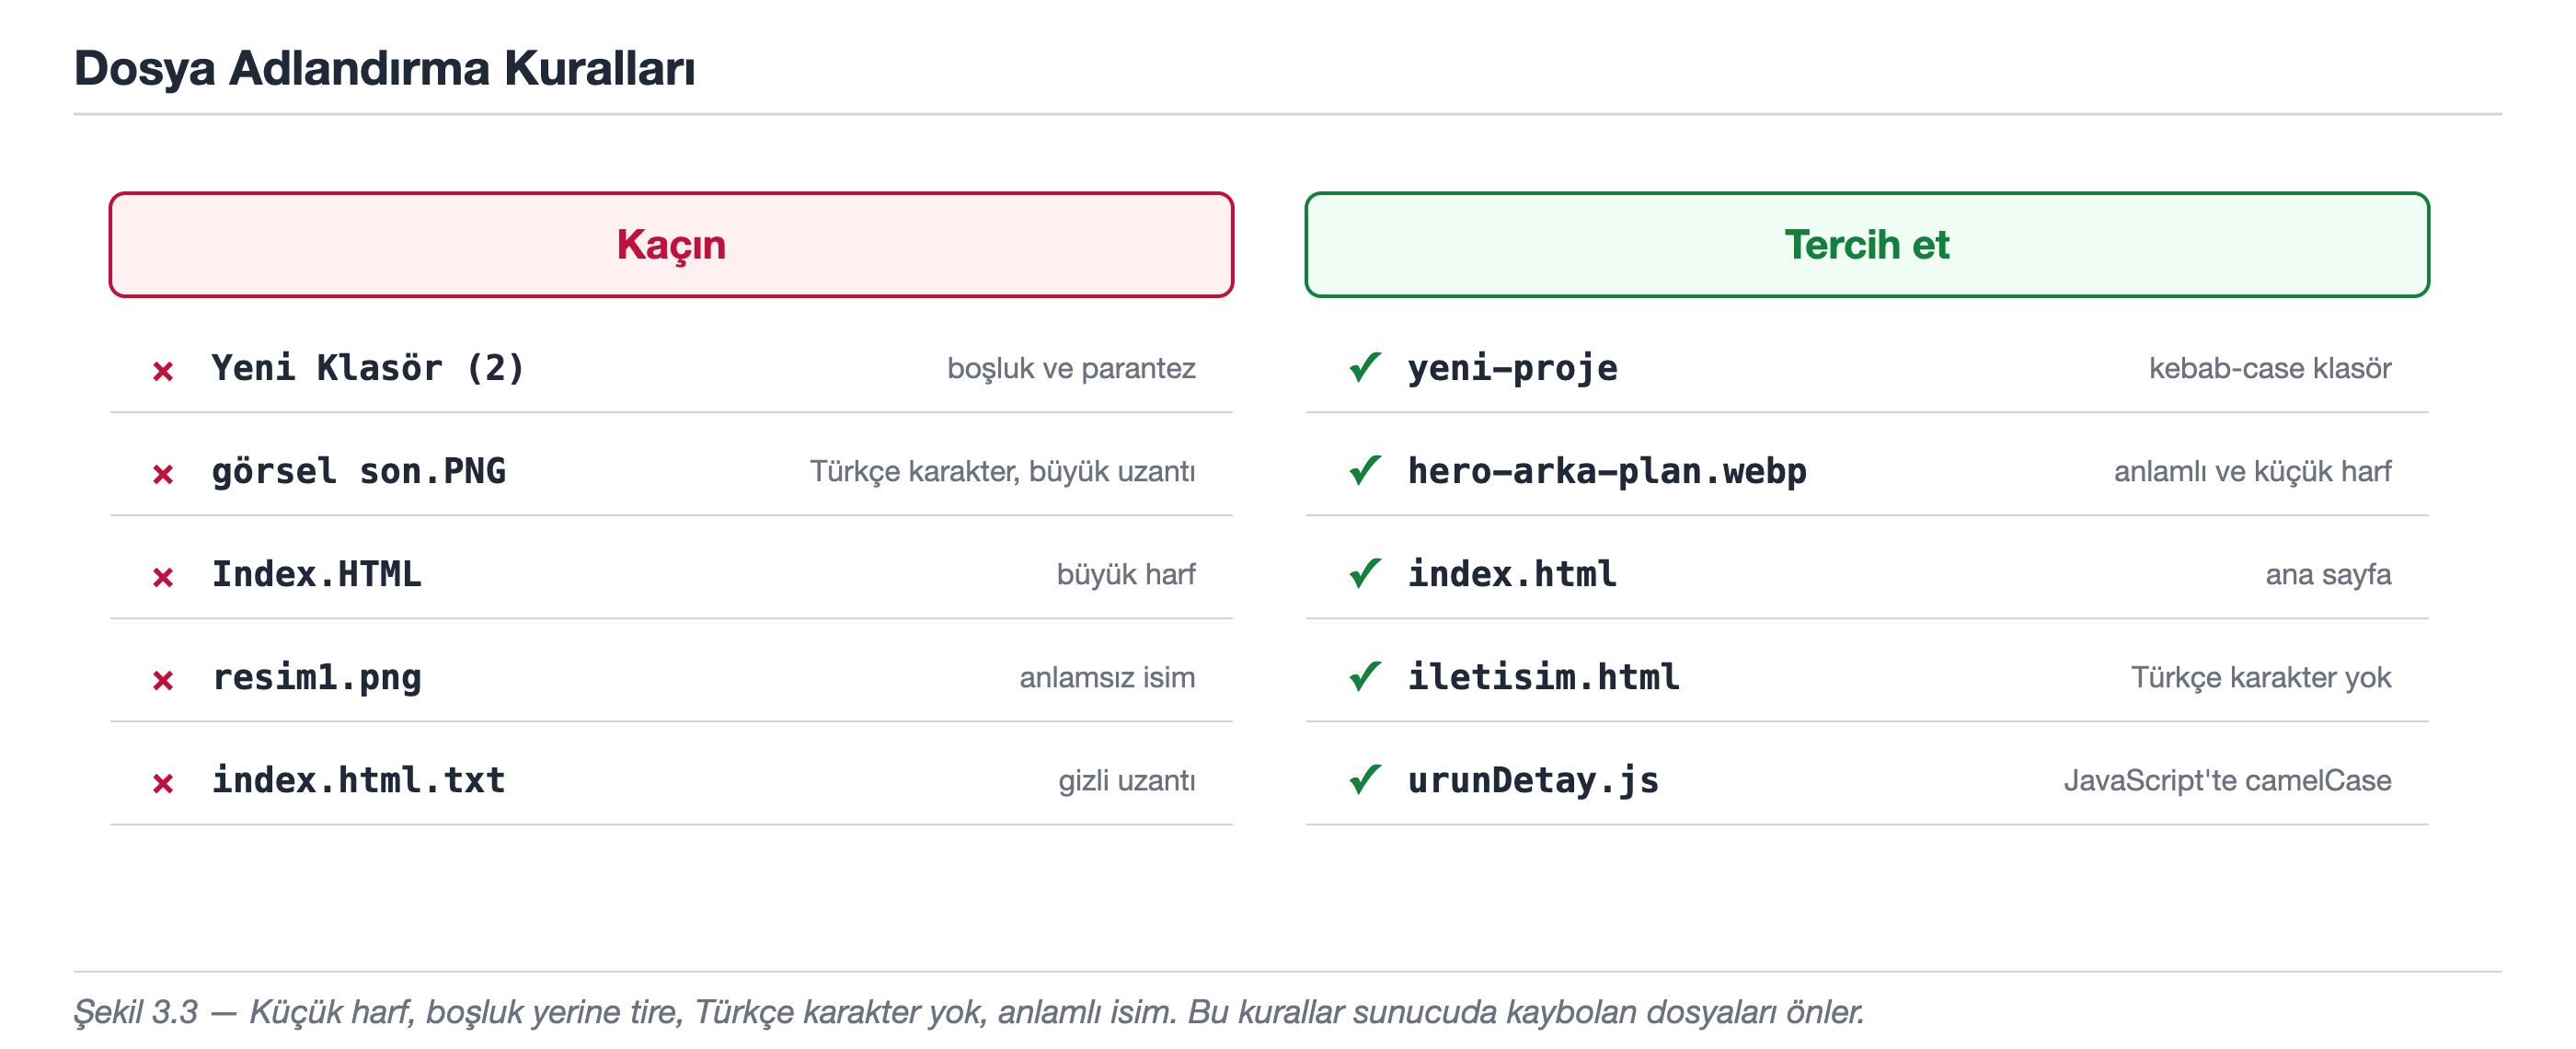 Dosya Adlandırma Kuralları
Kaçın
× Yeni Klasör (2) boşluk ve parantez
× görsel son.PNG Türkçe karakter, büyük uzantı
× Index.HTML büyük harf
× resim1.png anlamsız isim
× index.html.txt gizli uzantı
Tercih et
✓ yeni-proje kebab-case klasör
✓ hero-arka-plan.webp anlamlı ve küçük harf
✓ index.html ana sayfa
✓ iletisim.html Türkçe karakter yok
✓ urunDetay.js JavaScript'te camelCase
Şekil 3.3 — Küçük harf, boşluk yerine tire, Türkçe karakter yok, anlamlı isim. Bu kurallar sunucuda kaybolan dosyaları önler.